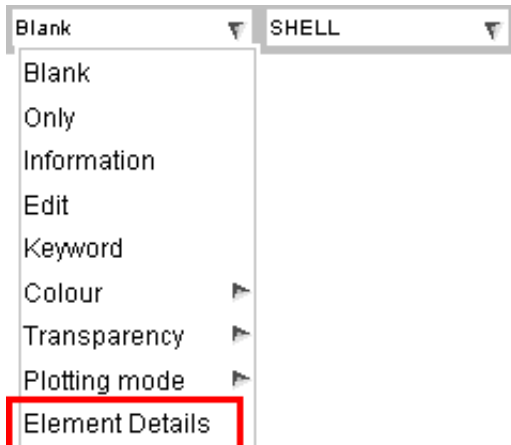 Blank SHELL
Blank
Only
Information
Edit
Keyword
Colour
Transparency
Plotting mode
Element Details